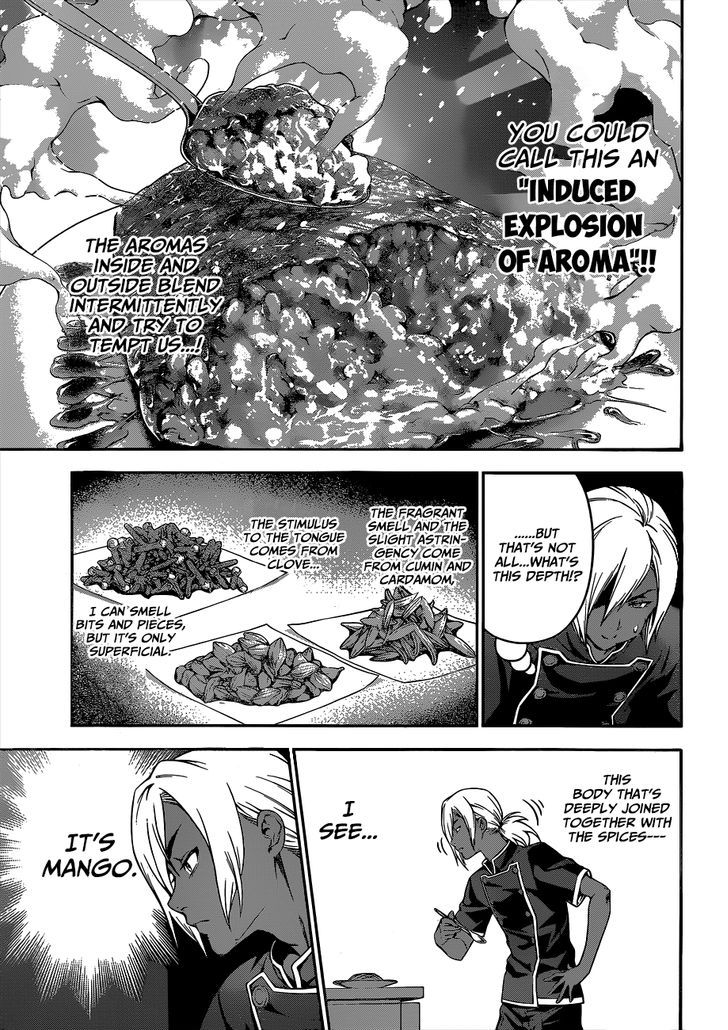 YOU COULD
CALL THIS AN
"INDUCED
EXPLOSION
OF AROMA"!!
THE AROMAS
INSIDE AND
OUTSIDE BLEND
INTERMITTENTLY
AND TRY TO
TEMPT US...!
......BUT
THAT'S NOT
ALL...WHAT'S
THIS DEPTH!?
THE FRAGRANT
SMELL AND THE
SLIGHT ASTRIN-
GENCY COME
FROM CUMIN AND
CARDAMOM,
THE STIMULUS
TO THE TONGUE
COMES FROM
CLOVE...
I CAN SMELL
BITS AND PIECES,
BUT IT'S ONLY
SUPERFICIAL.
THIS
BODY THAT'S
DEEPLY JOINED
TOGETHER WITH
THE SPICES---
I
SEE...
IT'S
MANGO.